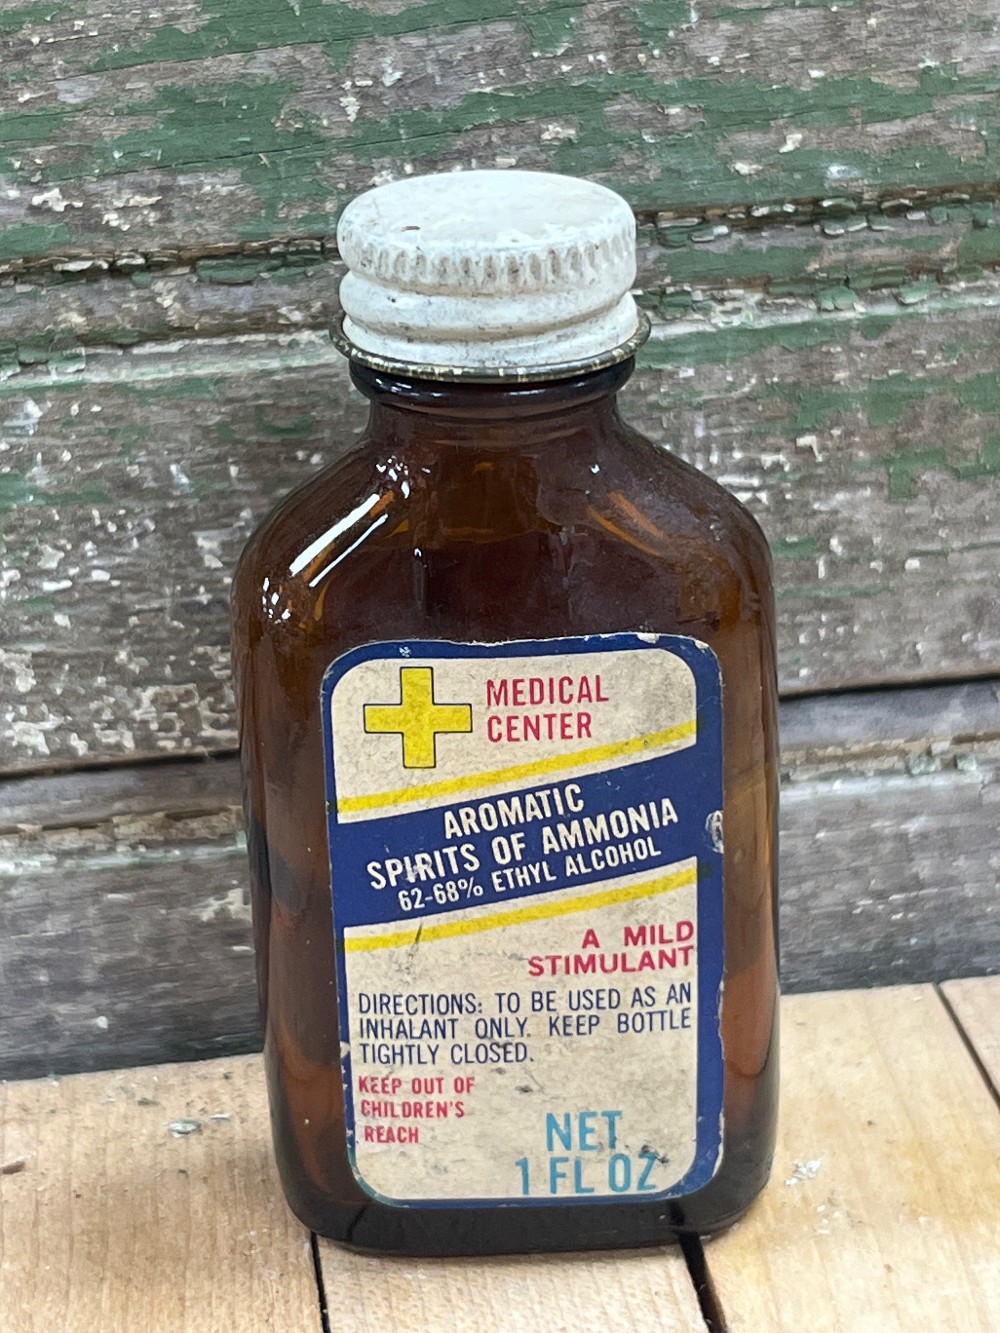 MEDICAL
CENTER
AROMATIC
SPIRITS OF AMMONIA
62-68% ETHYL ALCOHOL
A MILD
STIMULANT
DIRECTIONS: TO BE USED AS AN
INHALANT ONLY. KEEP BOTTLE
TIGHTLY CLOSED.
KEEP OUT OF
CHILDREN'S
REACH
NET
1 FL OZ